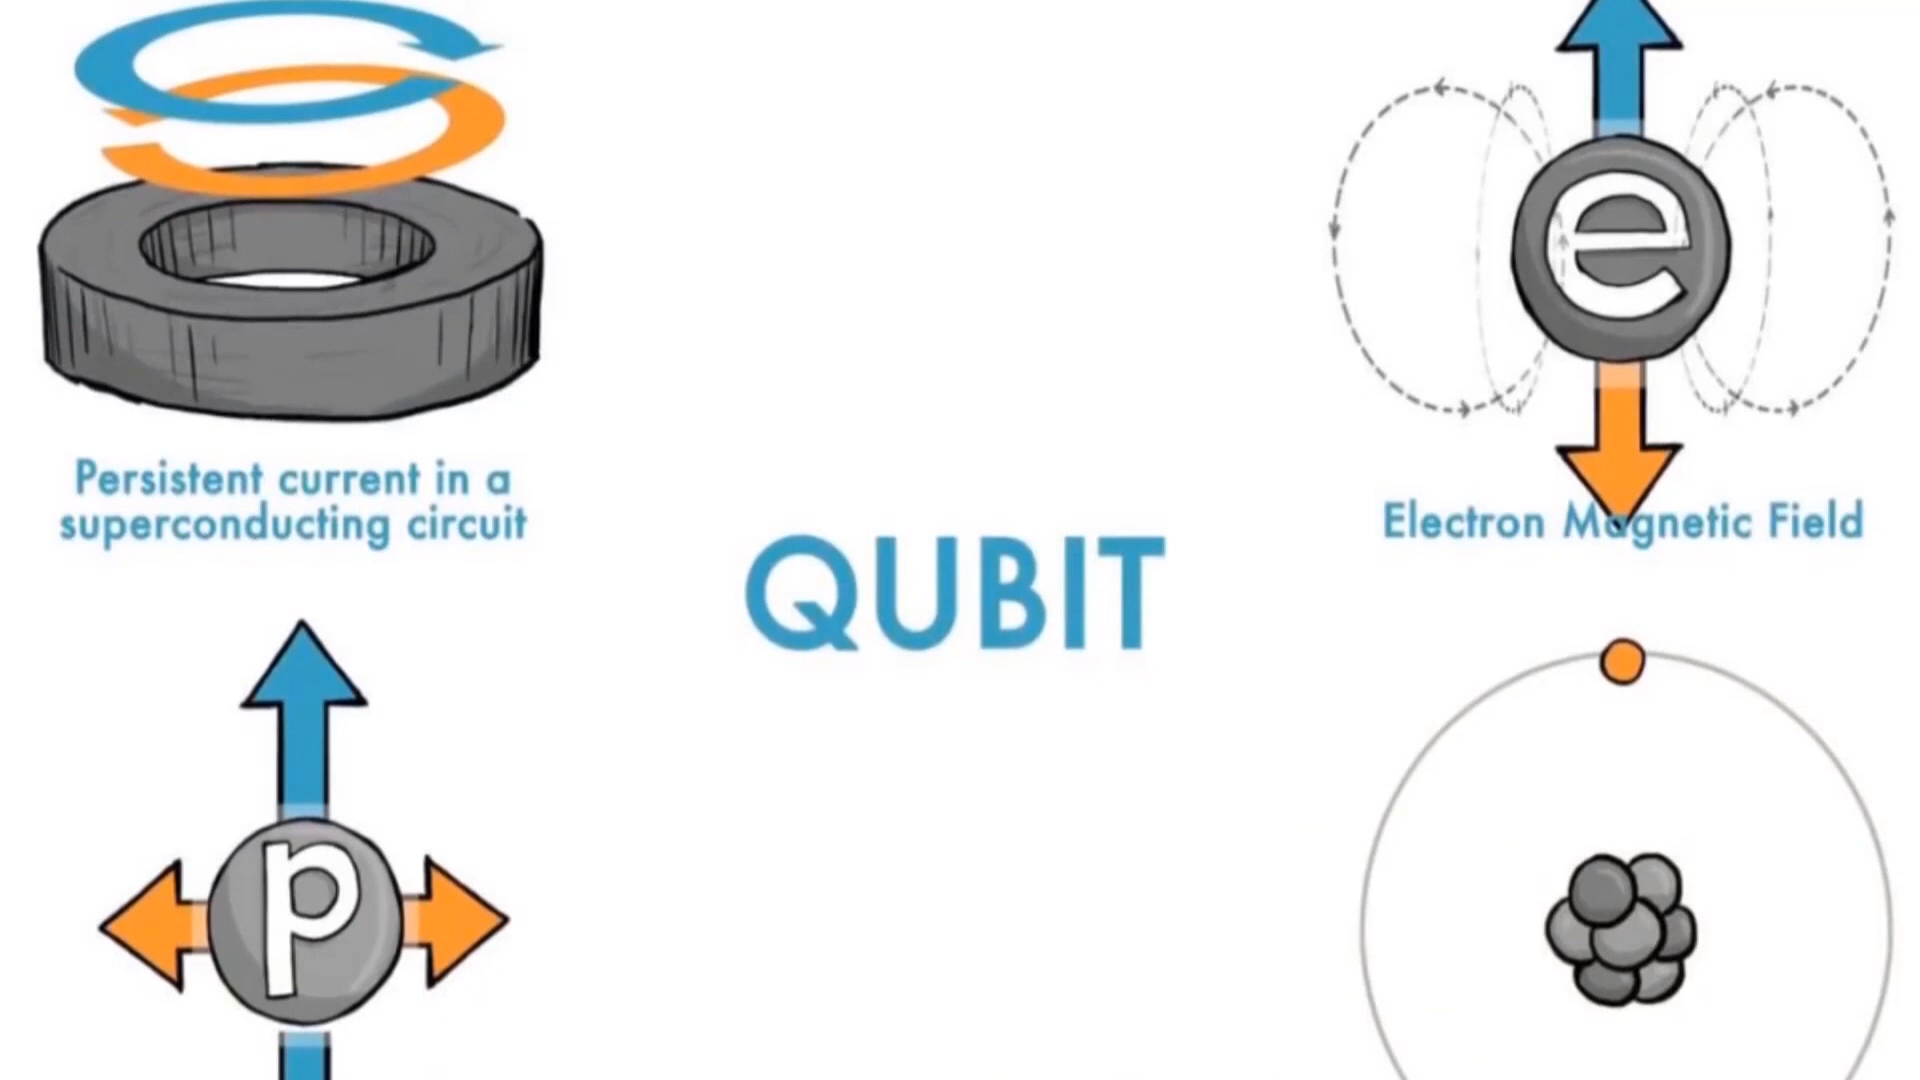 Persistent current in a
superconducting circuit
e
Electron Magnetic Field
QUBIT
p